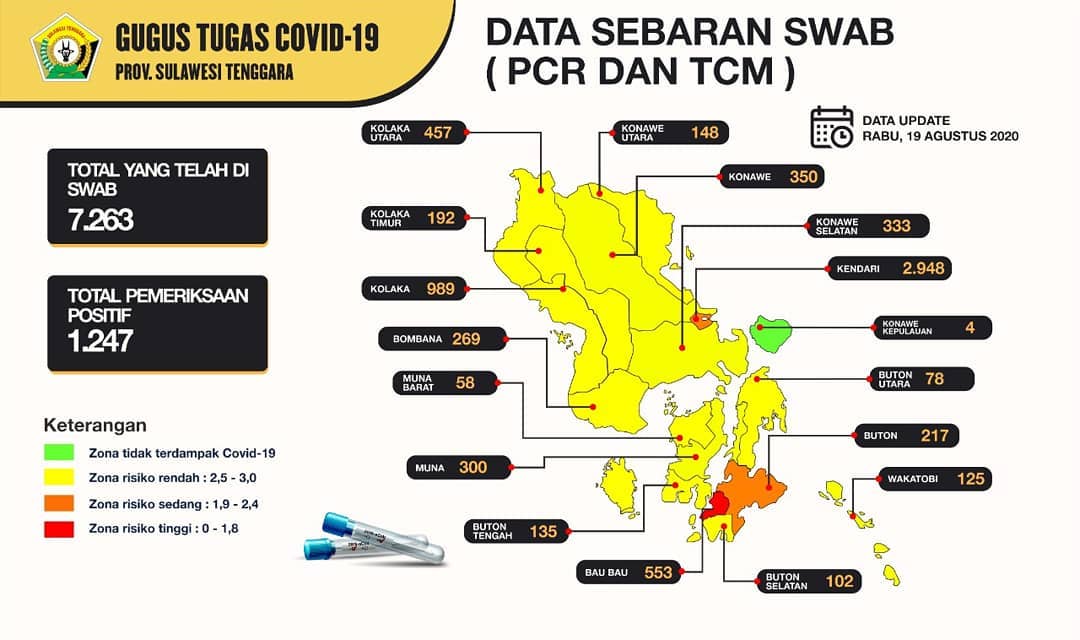 SULAWESI TENGGARA
GUGUS TUGAS COVID-19
PROV. SULAWESI TENGGARA
DATA SEBARAN SWAB
( PCR DAN TCM )
DATA UPDATE
RABU, 19 AGUSTUS 2020
TOTAL YANG TELAH DI
SWAB
7.263
TOTAL PEMERIKSAAN
POSITIF
1.247
KOLAKA
UTARA 457
KONAWE
UTARA 148
KONAWE 350
KOLAKA
TIMUR 192
KONAWE
SELATAN 333
KENDARI 2.948
KOLAKA 989
KONAWE
KEPULAUAN 4
BOMBANA 269
MUNA
BARAT 58
BUTON
UTARA 78
BUTON 217
MUNA 300
WAKATOBI 125
BUTON
TENGAH 135
BAU BAU 553
BUTON
SELATAN 102
Keterangan
Zona tidak terdampak Covid-19
Zona risiko rendah : 2,5 - 3,0
Zona risiko sedang : 1,9 - 2,4
Zona risiko tinggi : 0 - 1,8